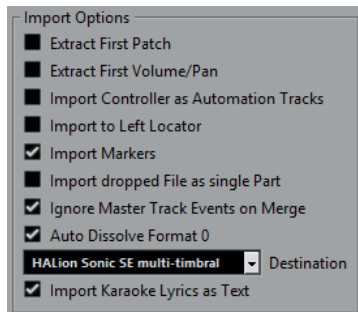 Import Options
Extract First Patch
Extract First Volume/Pan
Import Controller as Automation Tracks
Import to Left Locator
Import Markers
Import dropped File as single Part
Ignore Master Track Events on Merge
Auto Dissolve Format 0
HALion Sonic SE multi-timbral Destination
Import Karaoke Lyrics as Text